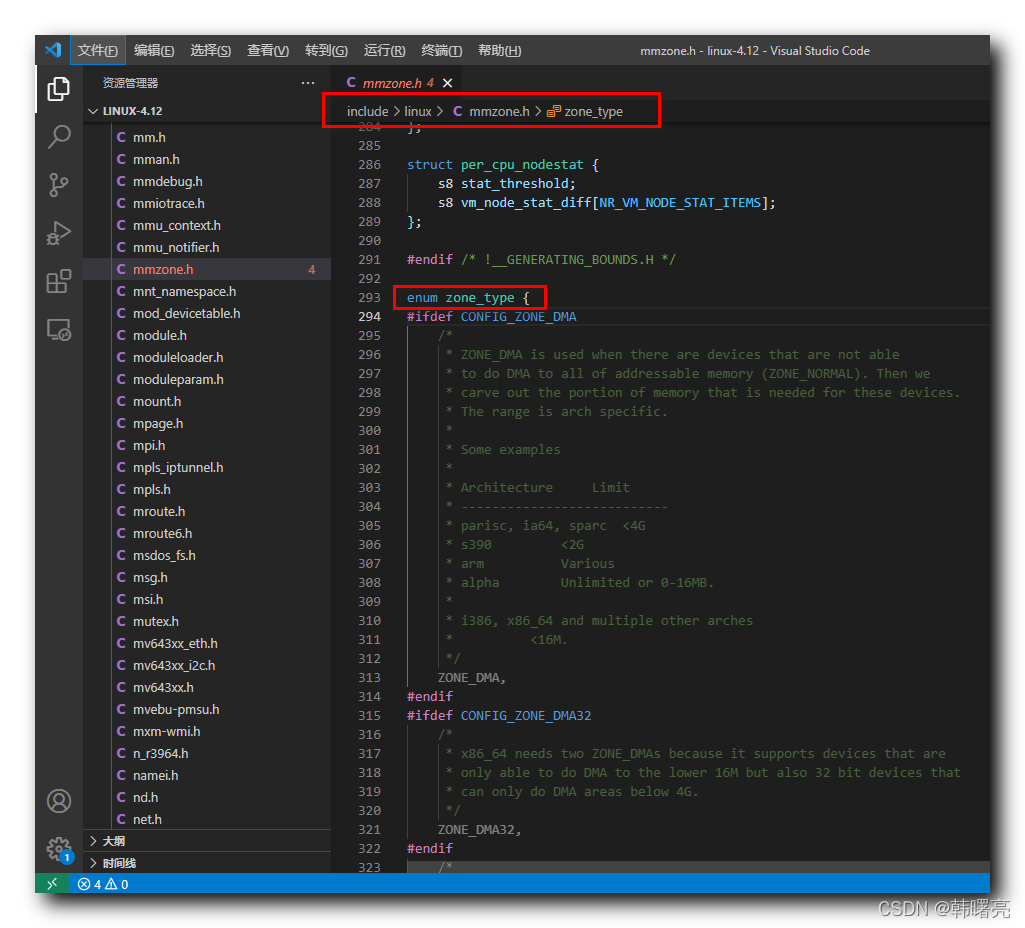 文件(F) 编辑(E) 选择(S) 查看(V) 转到(G) 运行(R) 终端(T) 帮助(H) mmzone.h - linux-4.12 - Visual Studio Code
资源管理器 ···
LINUX-4.12
C mm.h
C mman.h
C mmdebug.h
C mmiotrace.h
C mmu_context.h
C mmu_notifier.h
C mmzone.h 4
C mnt_namespace.h
C mod_devicetable.h
C module.h
C moduleloader.h
C moduleparam.h
C mount.h
C mpage.h
C mpi.h
C mpls_iptunnel.h
C mpls.h
C mroute.h
C mroute6.h
C msdos_fs.h
C msg.h
C msi.h
C mutex.h
C mv643xx_eth.h
C mv643xx_i2c.h
C mv643xx.h
C mvebu-pmsu.h
C mxm-wmi.h
C n_r3964.h
C namei.h
C nd.h
C net.h
大纲
时间线
1
4 0
C mmzone.h 4
include > linux > C mmzone.h > zone_type
284 };
285
286 struct per_cpu_nodestat {
287 s8 stat_threshold;
288 s8 vm_node_stat_diff[NR_VM_NODE_STAT_ITEMS];
289 };
290
291 #endif /* !__GENERATING_BOUNDS.H */
292
293 enum zone_type {
294 #ifdef CONFIG_ZONE_DMA
295 /*
296 * ZONE_DMA is used when there are devices that are not able
297 * to do DMA to all of addressable memory (ZONE_NORMAL). Then we
298 * carve out the portion of memory that is needed for these devices.
299 * The range is arch specific.
300 *
301 * Some examples
302 *
303 * Architecture Limit
304 * ---------------------------
305 * parisc, ia64, sparc <4G
306 * s390 <2G
307 * arm Various
308 * alpha Unlimited or 0-16MB.
309 *
310 * i386, x86_64 and multiple other arches
311 * <16M.
312 */
313 ZONE_DMA,
314 #endif
315 #ifdef CONFIG_ZONE_DMA32
316 /*
317 * x86_64 needs two ZONE_DMAs because it supports devices that are
318 * only able to do DMA to the lower 16M but also 32 bit devices that
319 * can only do DMA areas below 4G.
320 */
321 ZONE_DMA32,
322 #endif
323 /*
CSDN @韩曙亮